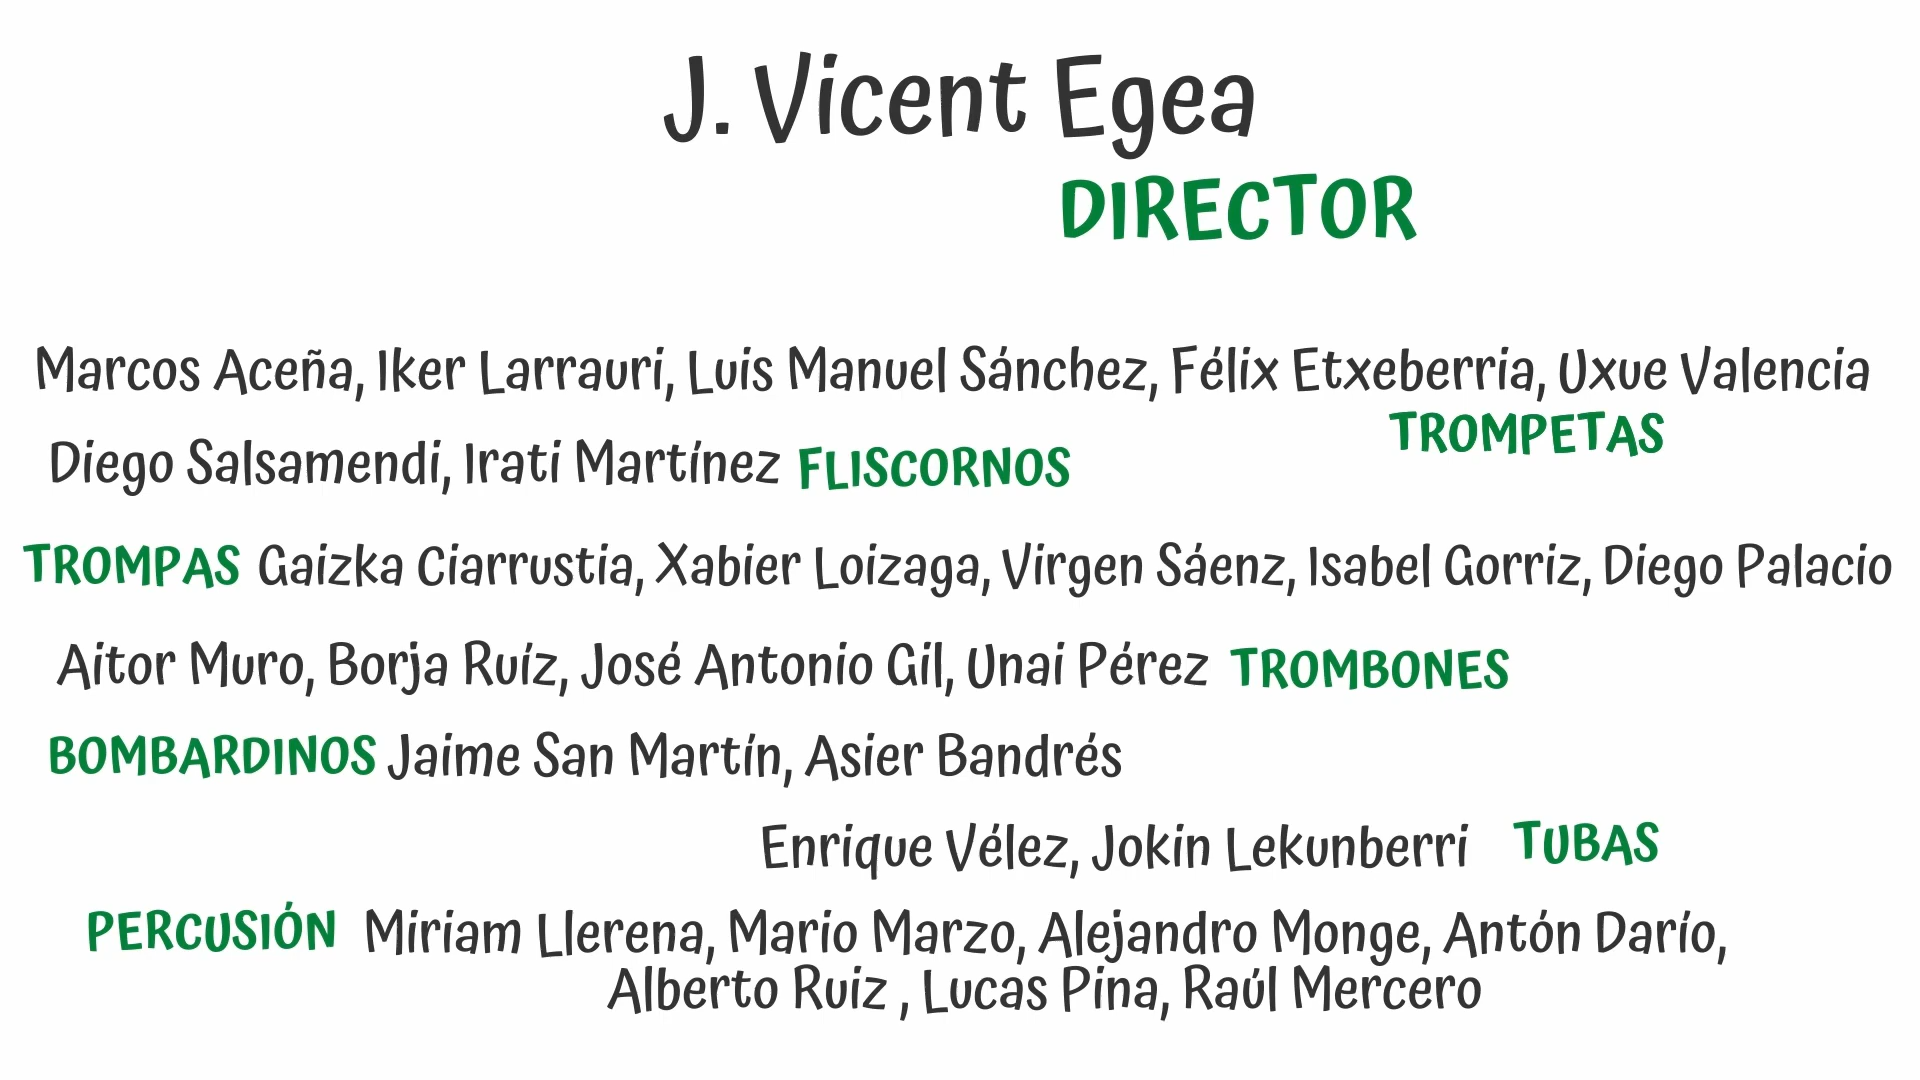 J. Vicent Egea
DIRECTOR
Marcos Aceña, Iker Larrauri, Luis Manuel Sánchez, Félix Etxeberria, Uxue Valencia
TROMPETAS
Diego Salsamendi, Irati Martínez FLISCORNOS
TROMPAS Gaizka Ciarrustia, Xabier Loizaga, Virgen Sáenz, Isabel Gorriz, Diego Palacio
Aitor Muro, Borja Ruíz, José Antonio Gil, Unai Pérez TROMBONES
BOMBARDINOS Jaime San Martín, Asier Bandrés
Enrique Vélez, Jokin Lekunberri TUBAS
PERCUSIÓN Miriam Llerena, Mario Marzo, Alejandro Monge, Antón Darío,
Alberto Ruiz , Lucas Pina, Raúl Mercero